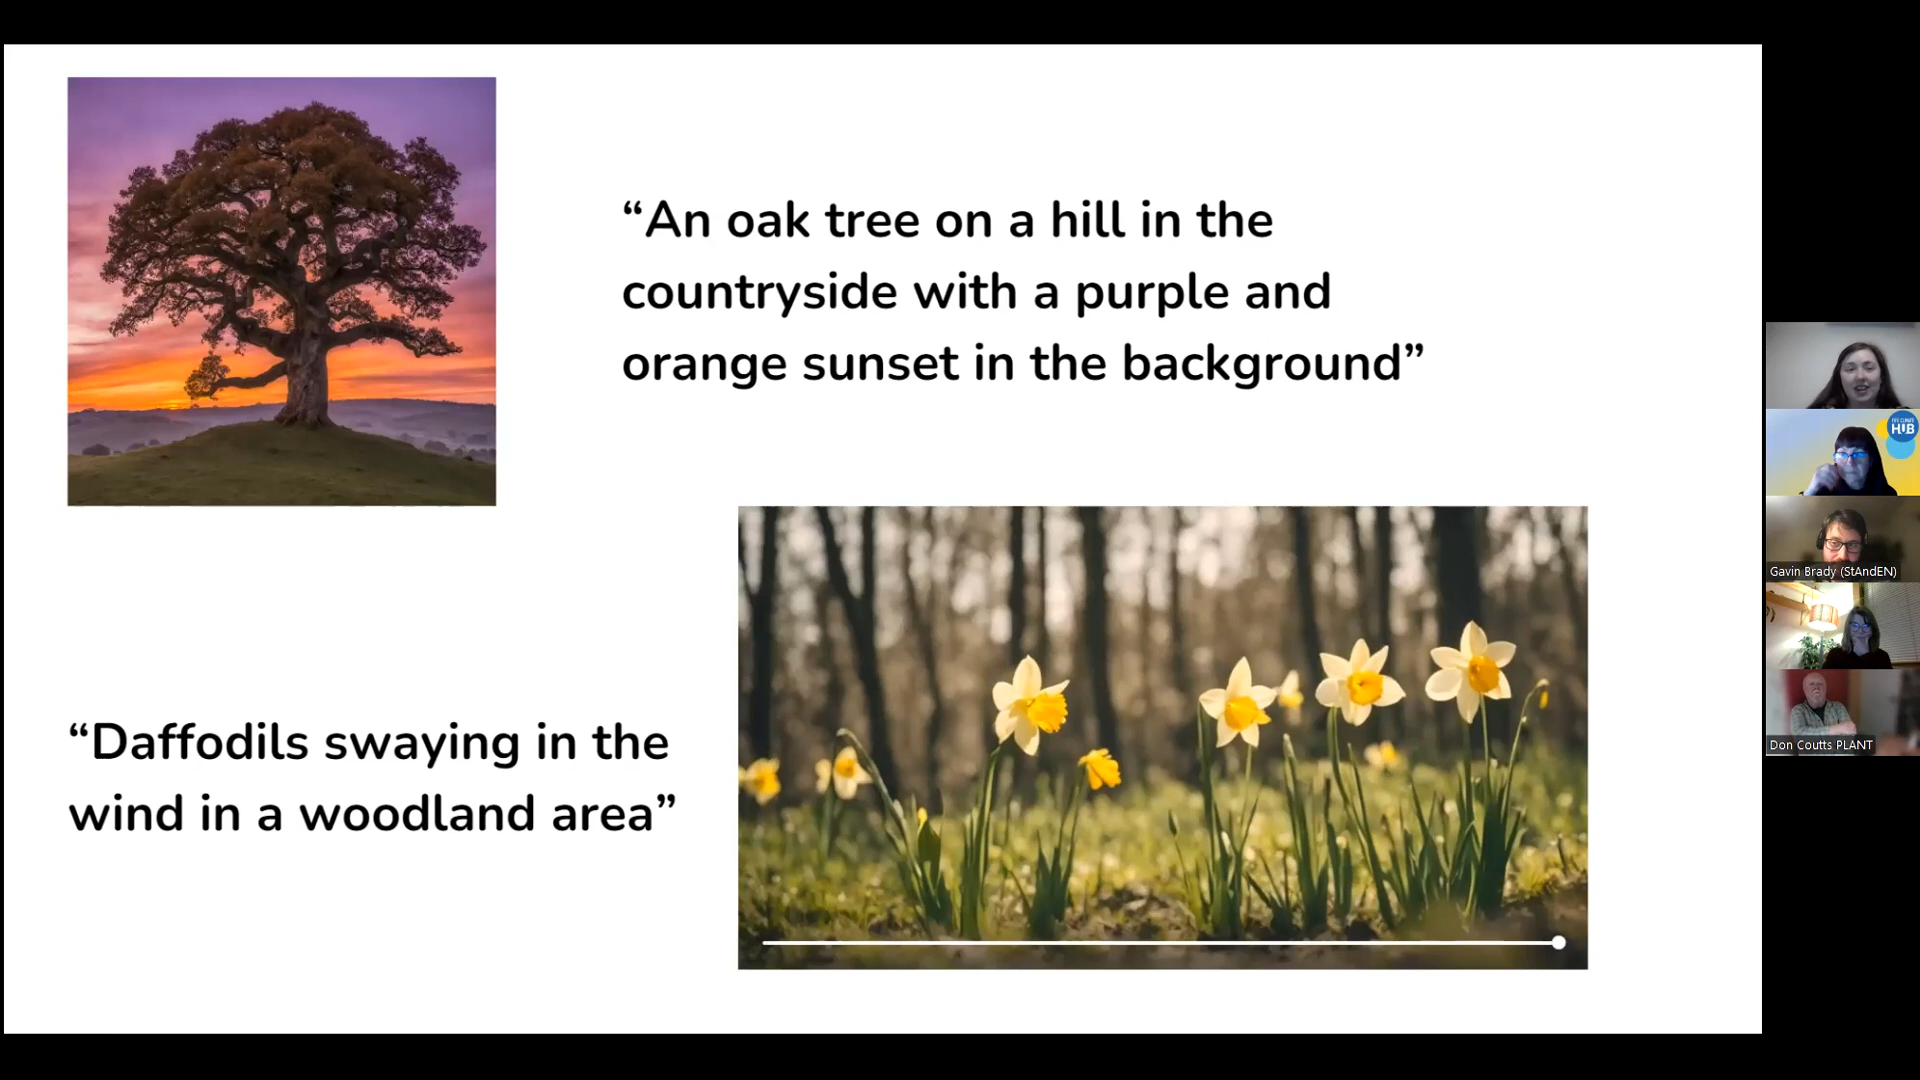 “An oak tree on a hill in the
countryside with a purple and
orange sunset in the background”
“Daffodils swaying in the
wind in a woodland area”
HUB
Gavin Brady (StAndEN)
Don Coutts PLANT